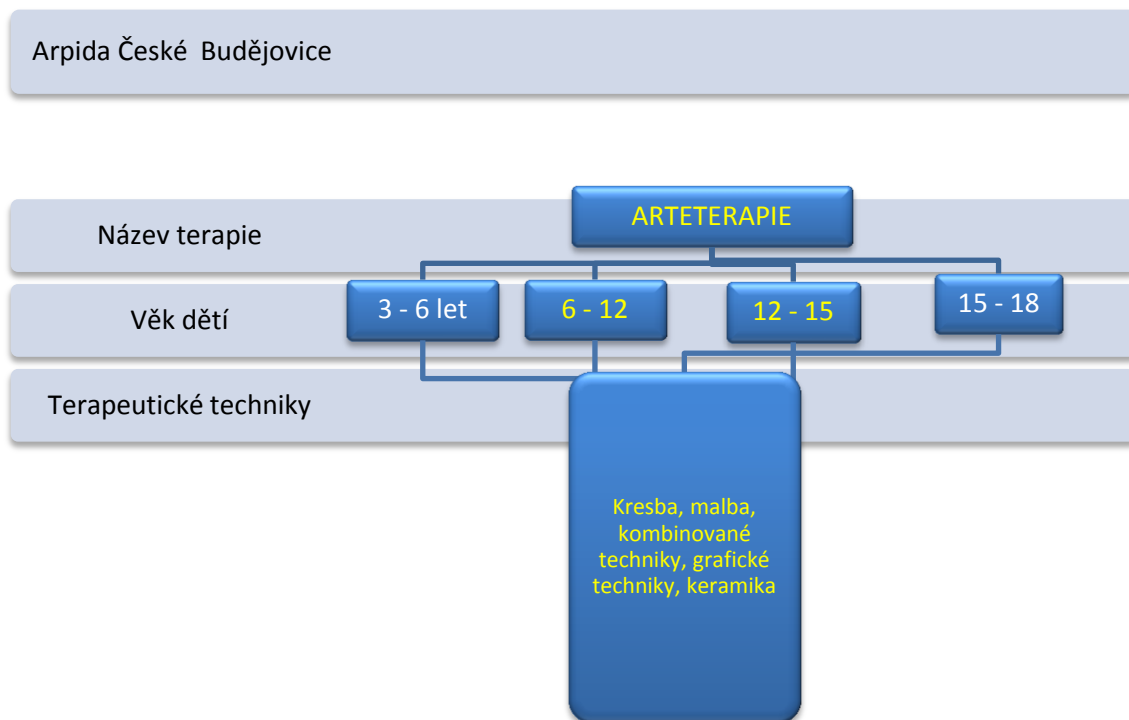 Arpida České  Budějovice
Název terapie
ARTETERAPIE
Věk dětí
3 - 6 let
6 - 12
12 - 15
15 - 18
Terapeutické techniky
Kresba, malba,
kombinované
techniky, grafické
techniky, keramika